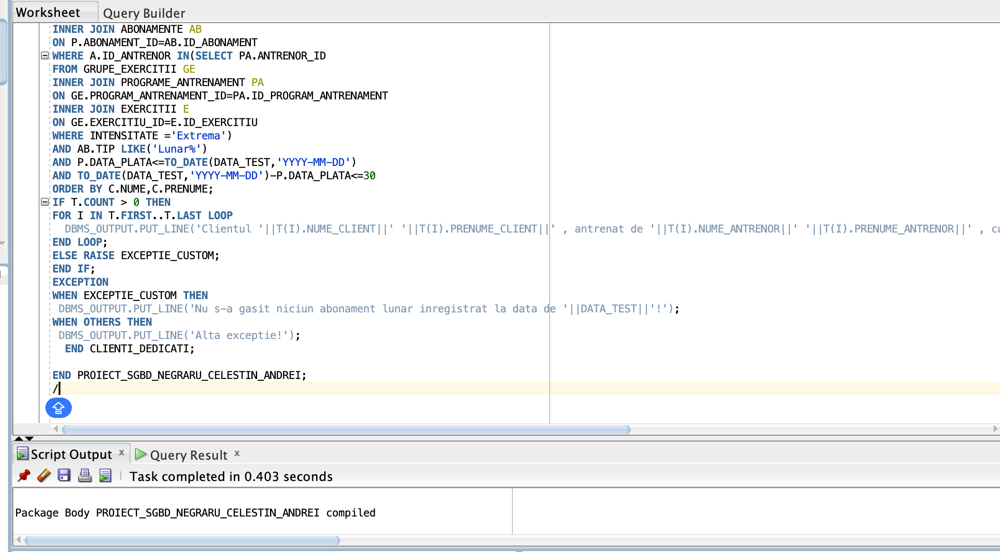 Worksheet Query Builder
INNER JOIN ABONAMENTE AB
ON P.ABONAMENT_ID=AB.ID_ABONAMENT
WHERE A.ID_ANTRENOR IN(SELECT PA.ANTRENOR_ID
FROM GRUPE_EXERCITII GE
INNER JOIN PROGRAME_ANTRENAMENT PA
ON GE.PROGRAM_ANTRENAMENT_ID=PA.ID_PROGRAM_ANTRENAMENT
INNER JOIN EXERCITII E
ON GE.EXERCITIU_ID=E.ID_EXERCITIU
WHERE INTENSITATE ='Extrema')
AND AB.TIP LIKE('Lunar%')
AND P.DATA_PLATA<=TO_DATE(DATA_TEST,'YYYY-MM-DD')
AND TO_DATE(DATA_TEST,'YYYY-MM-DD')-P.DATA_PLATA<=30
ORDER BY C.NUME,C.PRENUME;
IF T.COUNT > 0 THEN
FOR I IN T.FIRST..T.LAST LOOP
DBMS_OUTPUT.PUT_LINE('Clientul '||T(I).NUME_CLIENT||' '||T(I).PRENUME_CLIENT||' , antrenat de '||T(I).NUME_ANTRENOR||' '||T(I).PRENUME_ANTRENOR||' ,
END LOOP;
ELSE RAISE EXCEPTIE_CUSTOM;
END IF;
EXCEPTION
WHEN EXCEPTIE_CUSTOM THEN
DBMS_OUTPUT.PUT_LINE('Nu s-a gasit niciun abonament lunar inregistrat la data de '||DATA_TEST||'!');
WHEN OTHERS THEN
DBMS_OUTPUT.PUT_LINE('Alta exceptie!');
END CLIENTI_DEDICATI;
END PROIECT_SGBD_NEGRARU_CELESTIN_ANDREI;
/
Script Output x Query Result x
Task completed in 0.403 seconds
Package Body PROIECT_SGBD_NEGRARU_CELESTIN_ANDREI compiled